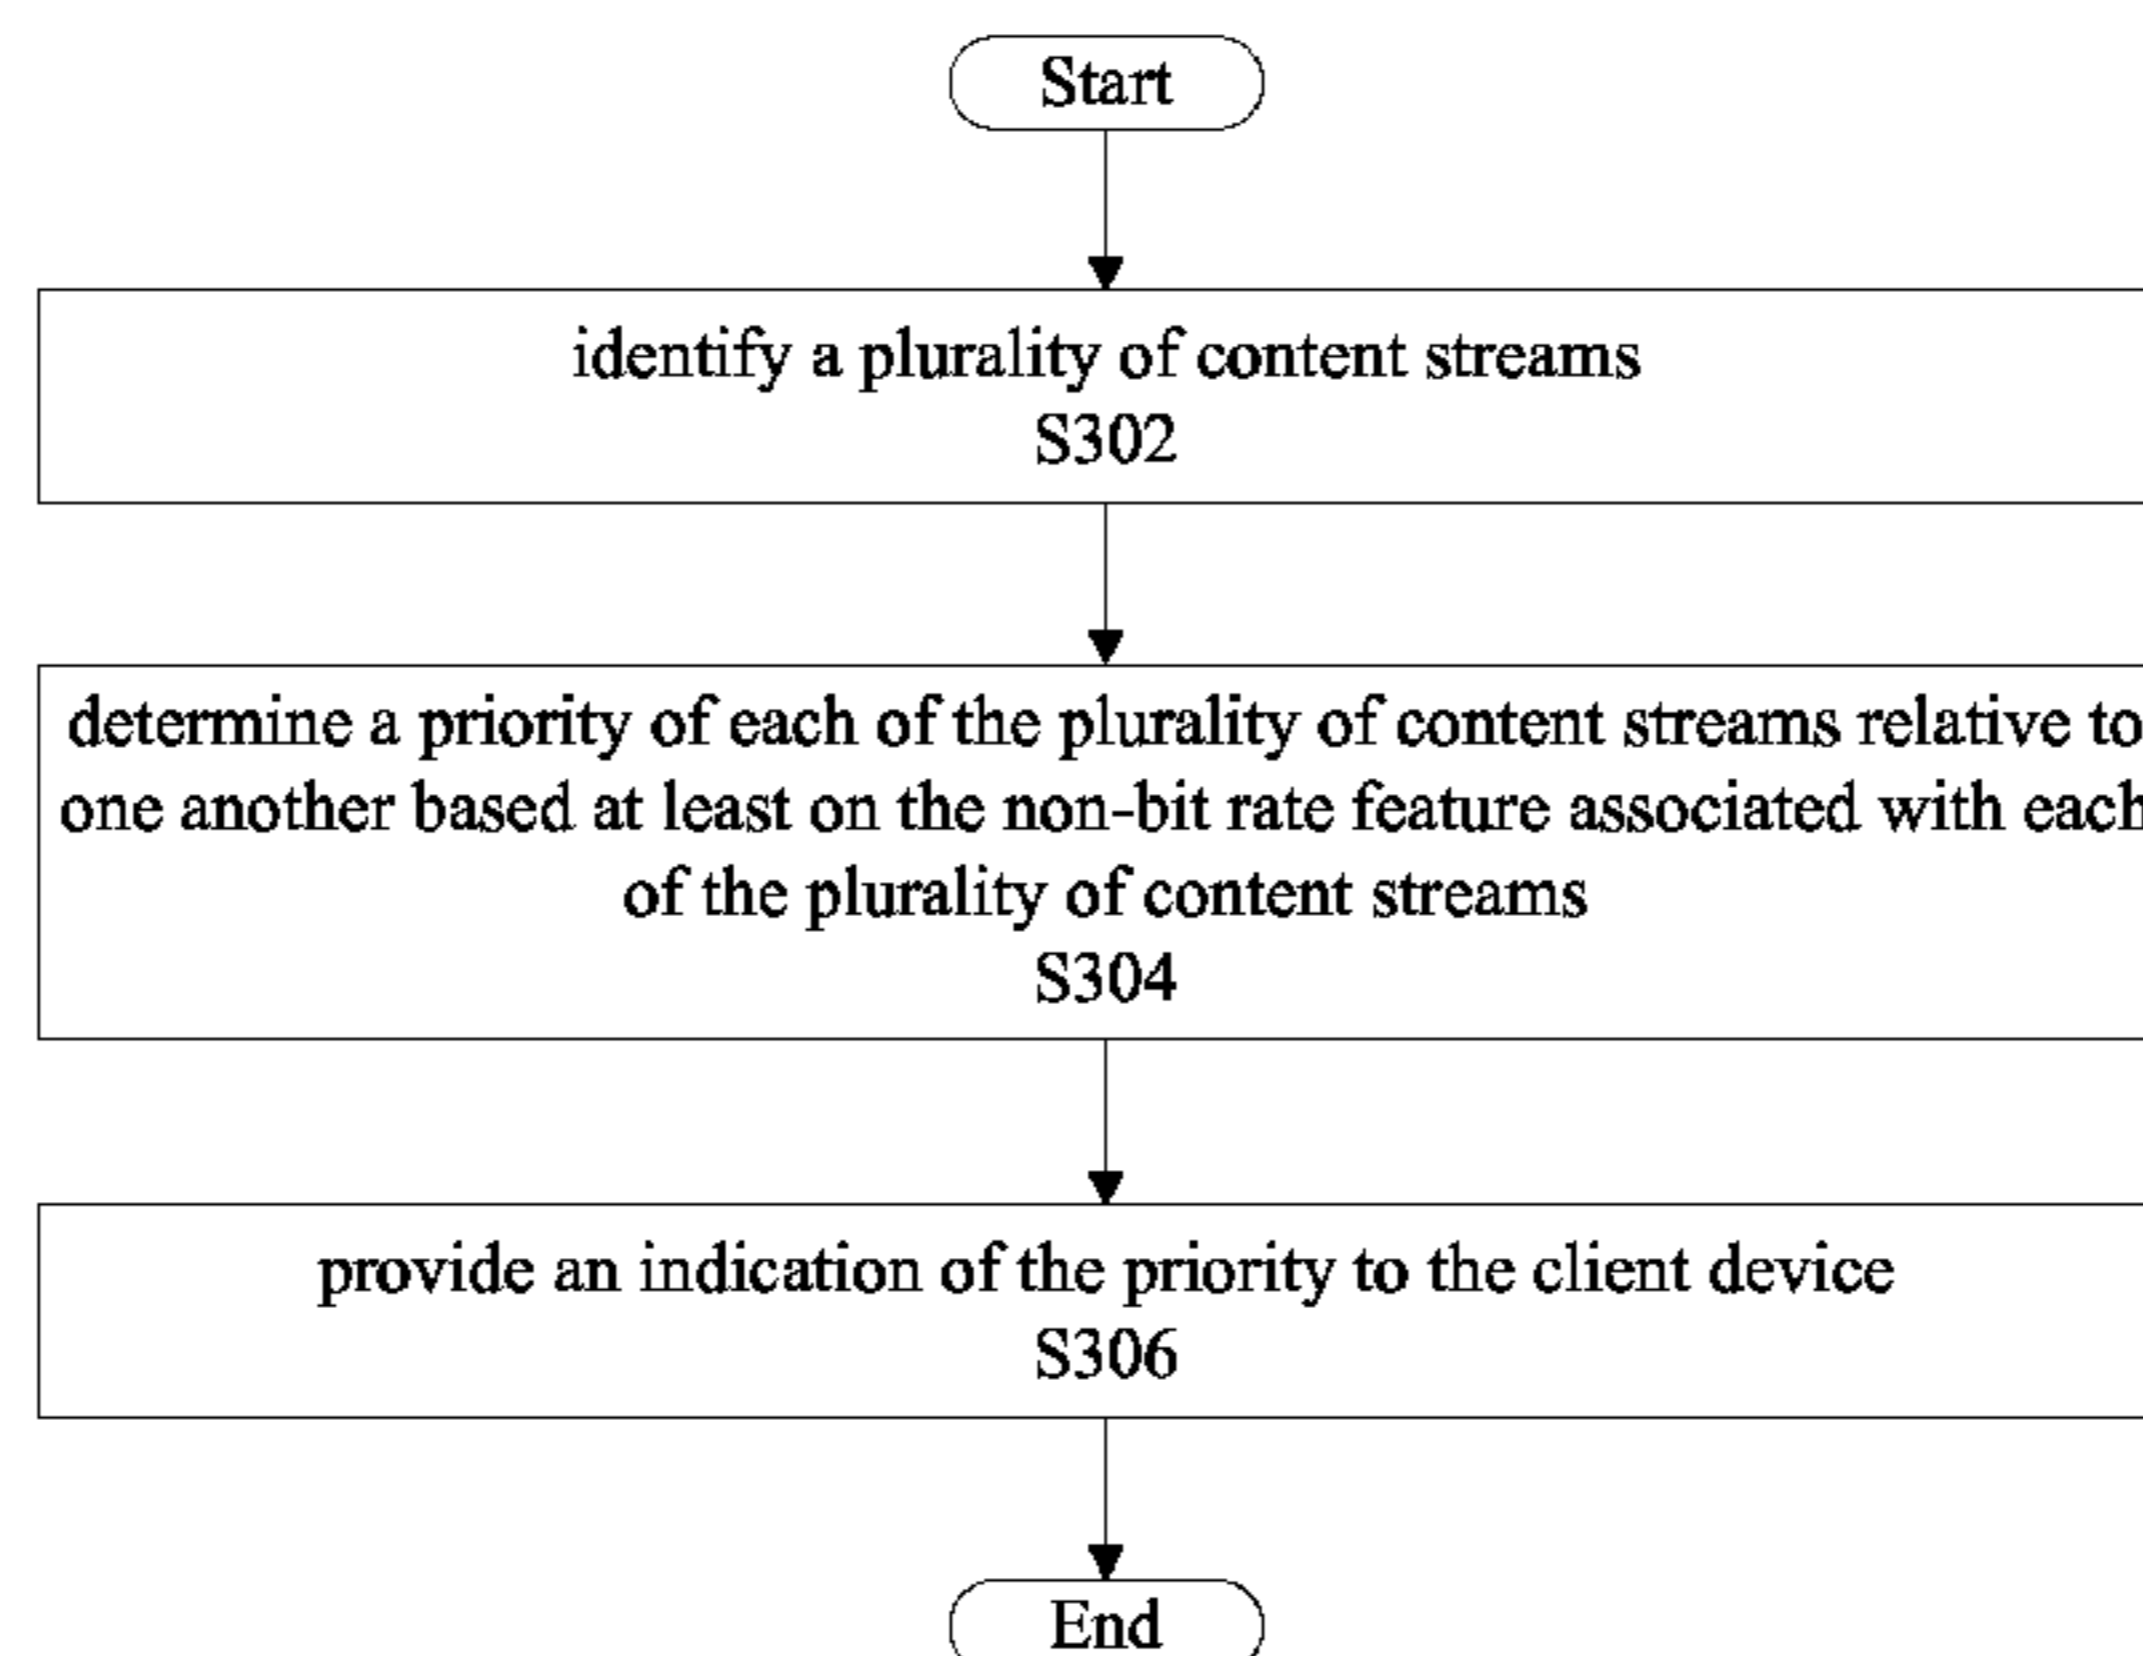 Start
identify a plurality of content streams
S302
determine a priority of each of the plurality of content streams relative to
one another based at least on the non-bit rate feature associated with each
of the plurality of content streams
S304
provide an indication of the priority to the client device
S306
End